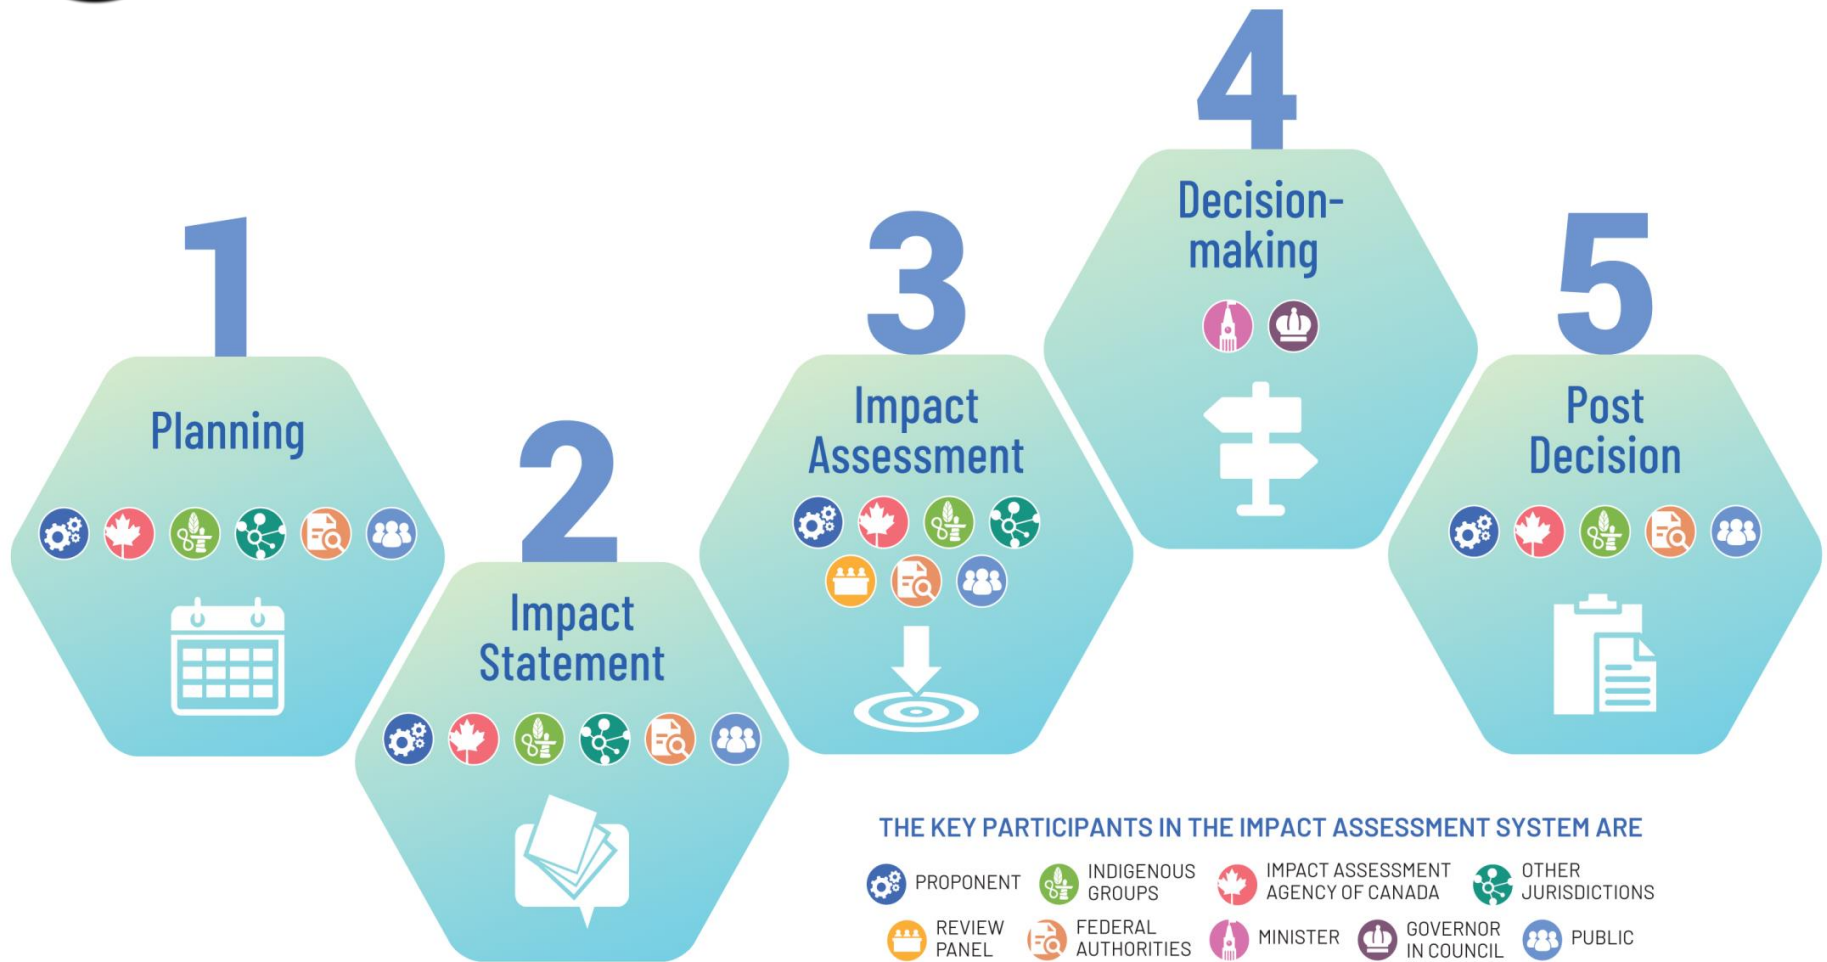 1
Planning
2
Impact
Statement
3
Impact
Assessment
4
Decision-
making
5
Post
Decision
THE KEY PARTICIPANTS IN THE IMPACT ASSESSMENT SYSTEM ARE
PROPONENT
INDIGENOUS
GROUPS
IMPACT ASSESSMENT
AGENCY OF CANADA
OTHER
JURISDICTIONS
REVIEW
PANEL
FEDERAL
AUTHORITIES
MINISTER
GOVERNOR
IN COUNCIL
PUBLIC